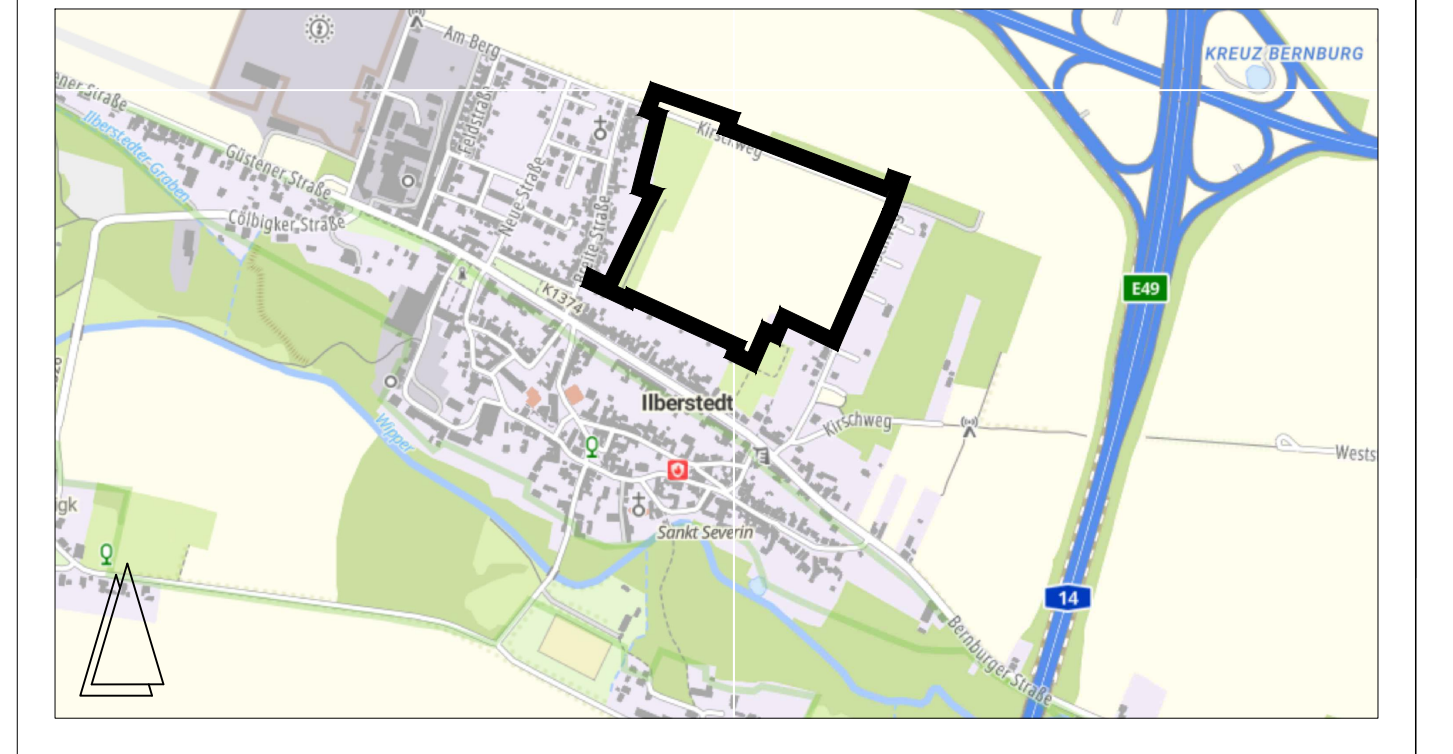 Am Berg
KREUZ BERNBURG
ener Straße
Feldstraße
Ilberstedter Graben
Kirschweg
Güstener Straße
Neue Straße
Cölbigker Straße
Breite Straße
K1374
E49
Ilberstedt
Wipper
Kirschweg
Wests
igk
Sankt Severin
14
Bernburger Straße